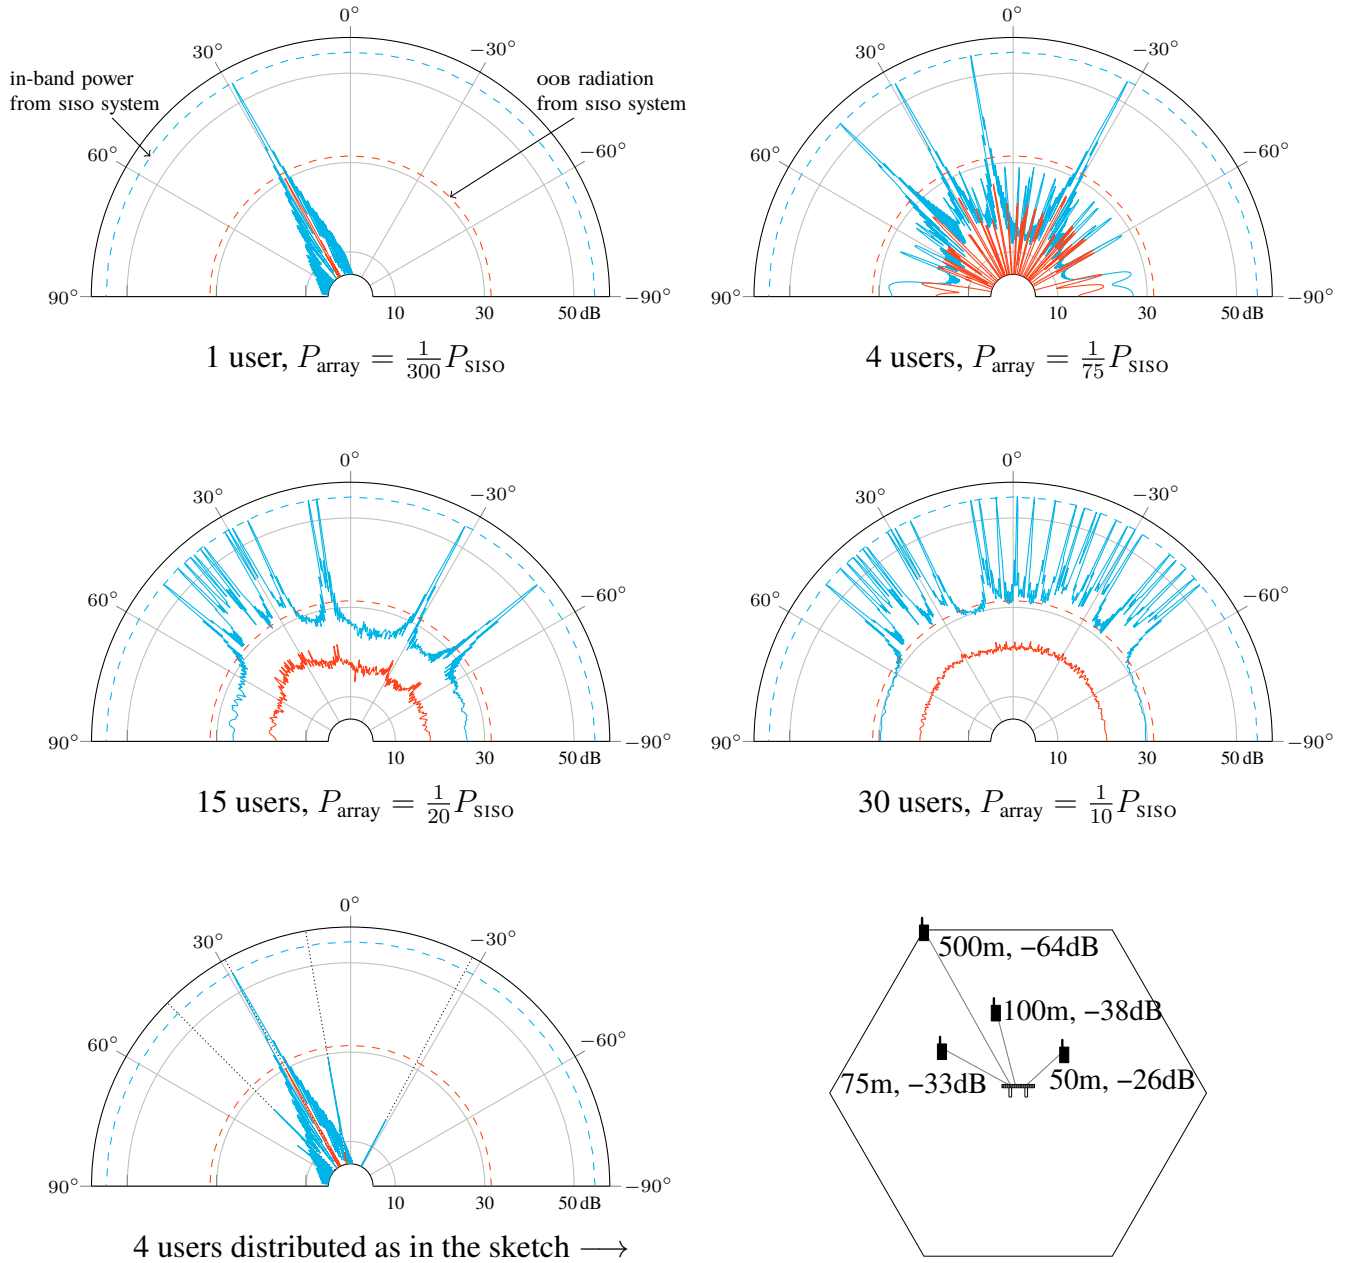 0°
30°
−30°
in-band power
from SISO system
OOB radiation
from SISO system
60°
−60°
90°
−90°
10
30
50 dB
1 user, P_array = 1/300 P_SISO
0°
30°
−30°
60°
−60°
90°
−90°
10
30
50 dB
4 users, P_array = 1/75 P_SISO
0°
30°
−30°
60°
−60°
90°
−90°
10
30
50 dB
15 users, P_array = 1/20 P_SISO
0°
30°
−30°
60°
−60°
90°
−90°
10
30
50 dB
30 users, P_array = 1/10 P_SISO
0°
30°
−30°
60°
−60°
90°
−90°
10
30
50 dB
4 users distributed as in the sketch ⟶
500m, −64dB
100m, −38dB
75m, −33dB
50m, −26dB